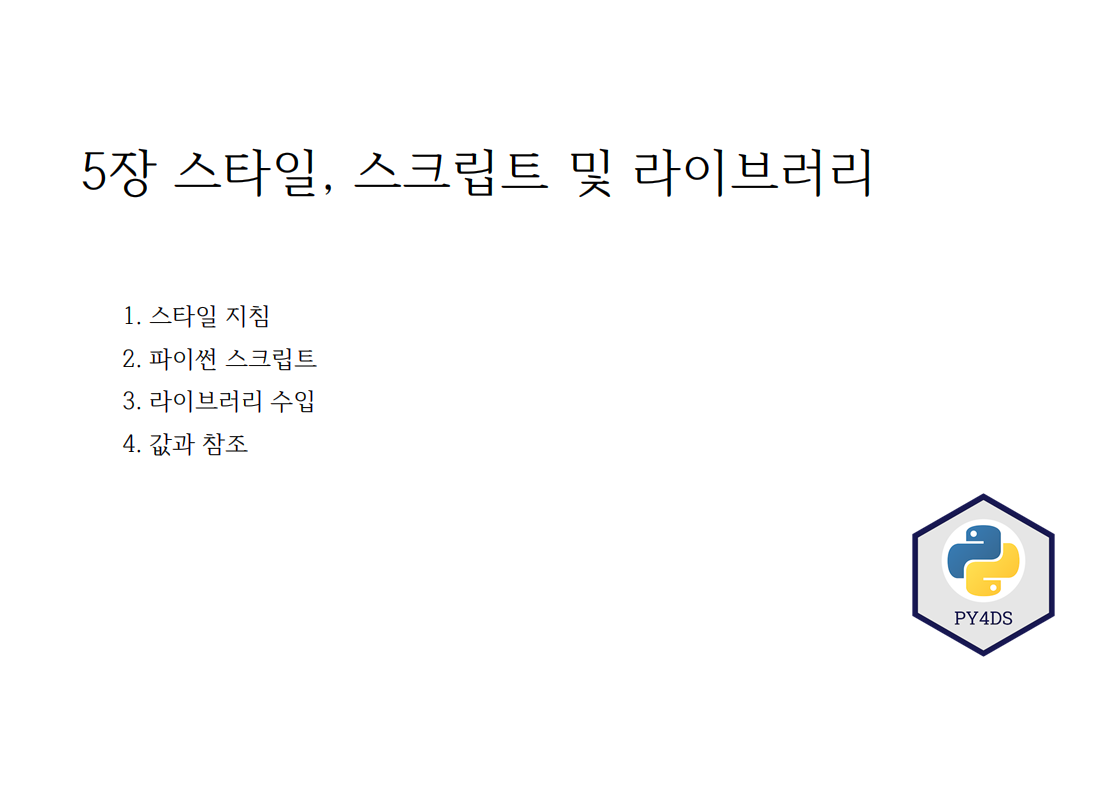 5장 스타일, 스크립트 및 라이브러리
1. 스타일 지침
2. 파이썬 스크립트
3. 라이브러리 수입
4. 값과 참조
PY4DS